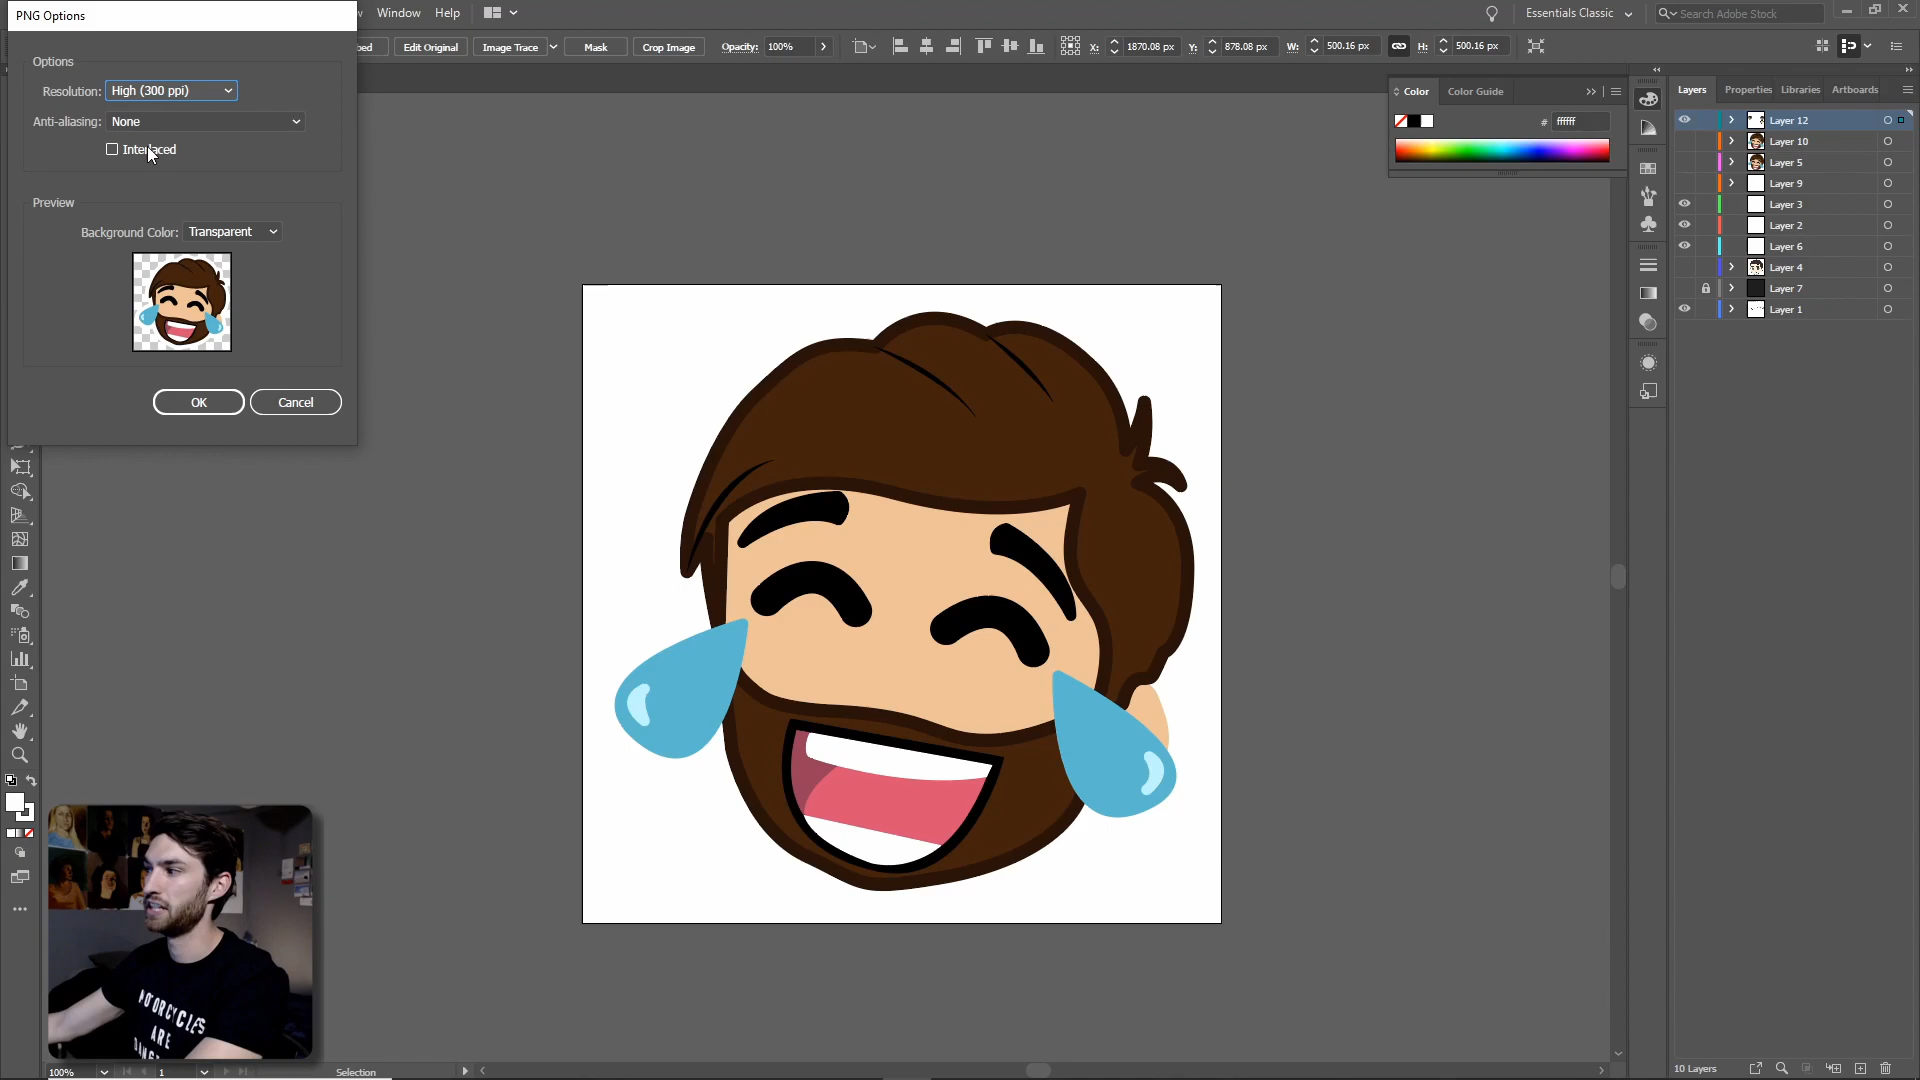 PNG Options
Window Help
Essentials Classic
Search Adobe Stock
Edit Original Image Trace Mask Crop Image Opacity: 100% X: 1870.08 px Y: 878.08 px W: 500.16 px H: 500.16 px
Options
Resolution: High (300 ppi)
Anti-aliasing: None
Preview
Background Color: Transparent
OK Cancel
Color Color Guide
# ffffff
Layers Properties Libraries Artboards
Layer 12
Layer 10
Layer 5
Layer 9
Layer 3
Layer 2
Layer 6
Layer 4
Layer 7
Layer 1
MOTORCYCLES
ARE
100% 1 Selection
10 Layers